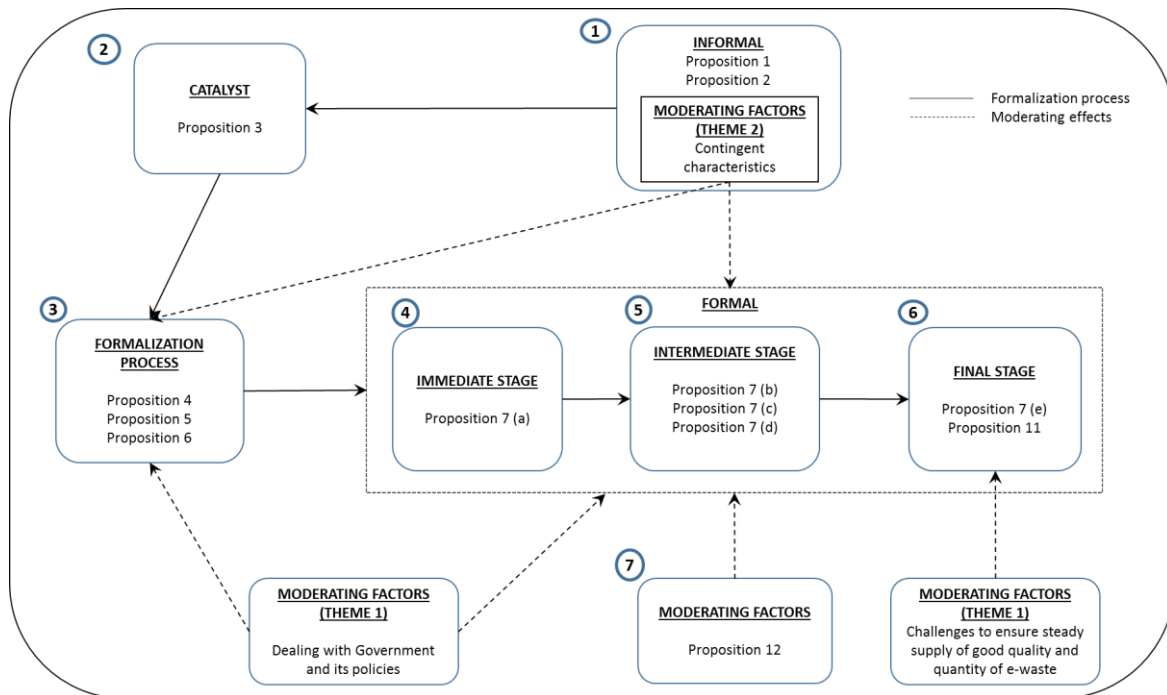 1
INFORMAL
Proposition 1
Proposition 2
MODERATING FACTORS
(THEME 2)
Contingent
characteristics
2
CATALYST
Proposition 3
Formalization process
Moderating effects
3
FORMALIZATION
PROCESS
Proposition 4
Proposition 5
Proposition 6
FORMAL
4
IMMEDIATE STAGE
Proposition 7 (a)
5
INTERMEDIATE STAGE
Proposition 7 (b)
Proposition 7 (c)
Proposition 7 (d)
6
FINAL STAGE
Proposition 7 (e)
Proposition 11
MODERATING FACTORS
(THEME 1)
Dealing with Government
and its policies
7
MODERATING FACTORS
Proposition 12
MODERATING FACTORS
(THEME 1)
Challenges to ensure steady
supply of good quality and
quantity of e-waste